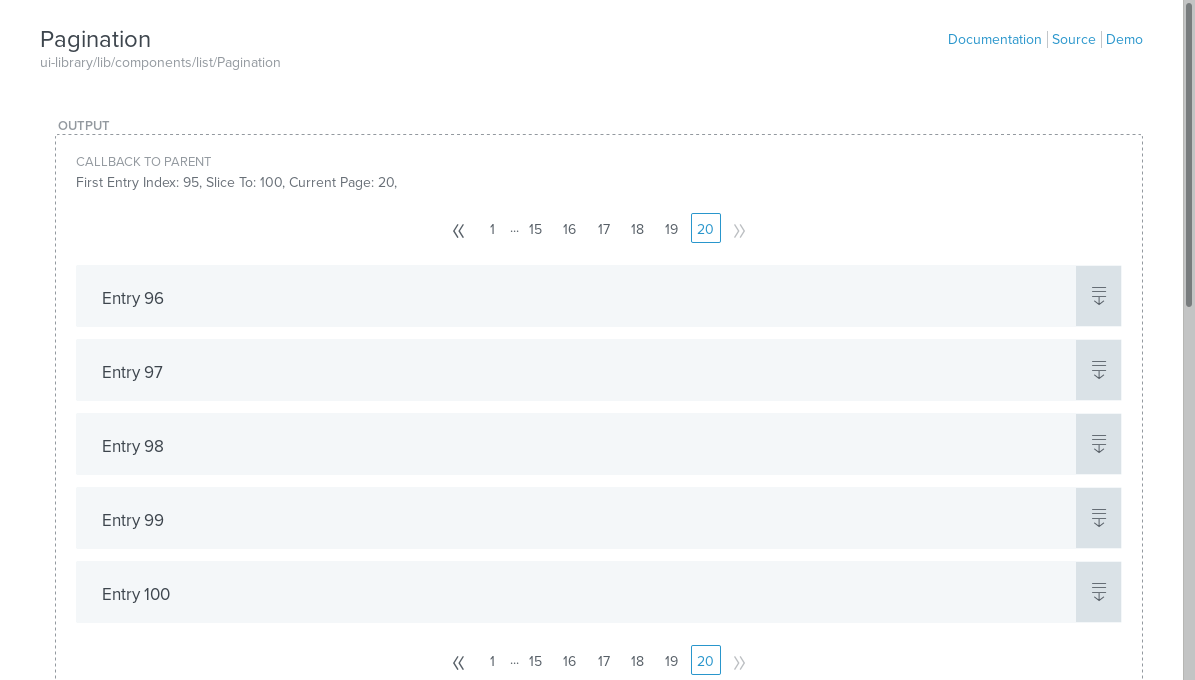 Pagination
Documentation Source Demo
ui-library/lib/components/list/Pagination
OUTPUT
CALLBACK TO PARENT
First Entry Index: 95, Slice To: 100, Current Page: 20,
« 1 ... 15 16 17 18 19 20 »
Entry 96
Entry 97
Entry 98
Entry 99
Entry 100
« 1 ... 15 16 17 18 19 20 »